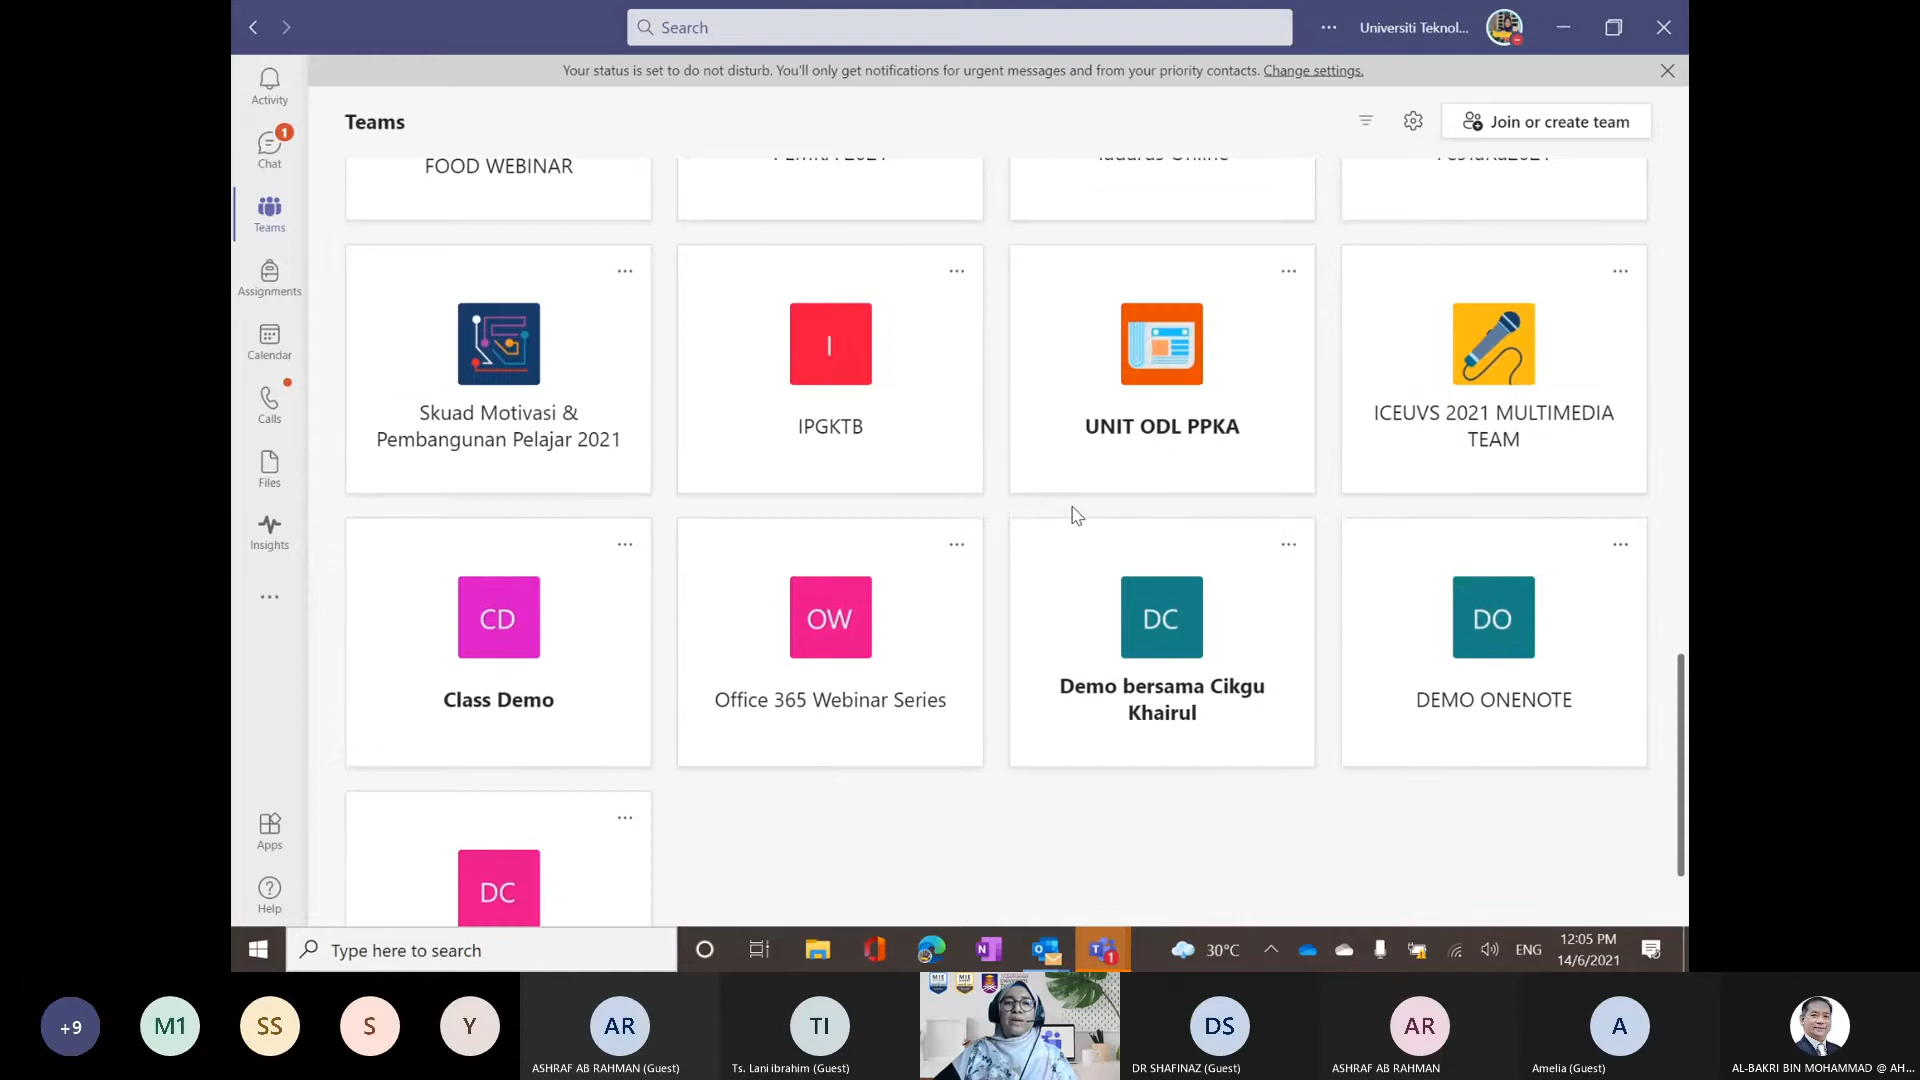 Search
Universiti Teknol...
Your status is set to do not disturb. You'll only get notifications for urgent messages and from your priority contacts. Change settings.
Activity
1
Chat
Teams
Assignments
Calendar
Calls
Files
Insights
Apps
Help
Teams
Join or create team
FOOD WEBINAR
Skuad Motivasi &
Pembangunan Pelajar 2021
I
IPGKTB
UNIT ODL PPKA
ICEUVS 2021 MULTIMEDIA
TEAM
CD
Class Demo
OW
Office 365 Webinar Series
DC
Demo bersama Cikgu
Khairul
DO
DEMO ONENOTE
DC
Type here to search
1
30°C
ENG
12:05 PM
14/6/2021
+9
M1
SS
S
Y
AR
ASHRAF AB RAHMAN (Guest)
TI
Ts. Lani ibrahim (Guest)
DS
DR SHAFINAZ (Guest)
AR
ASHRAF AB RAHMAN
A
Amelia (Guest)
AL-BAKRI BIN MOHAMMAD @ AH...